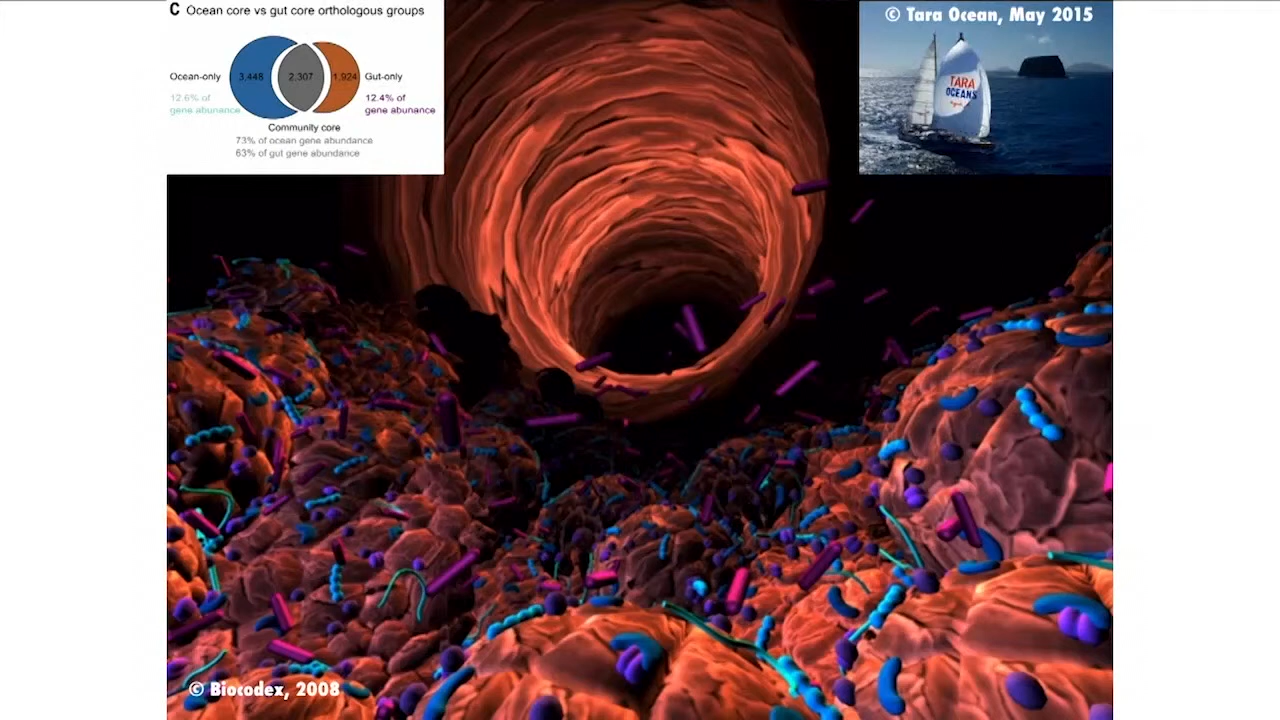 C Ocean core vs gut core orthologous groups
Ocean-only
3,448
2,307
1,924
Gut-only
12.6% of
gene abunance
12.4% of
gene abunance
Community core
73% of ocean gene abundance
63% of gut gene abundance
© Tara Ocean, May 2015
TARA
OCEANS
© Biocodex, 2008